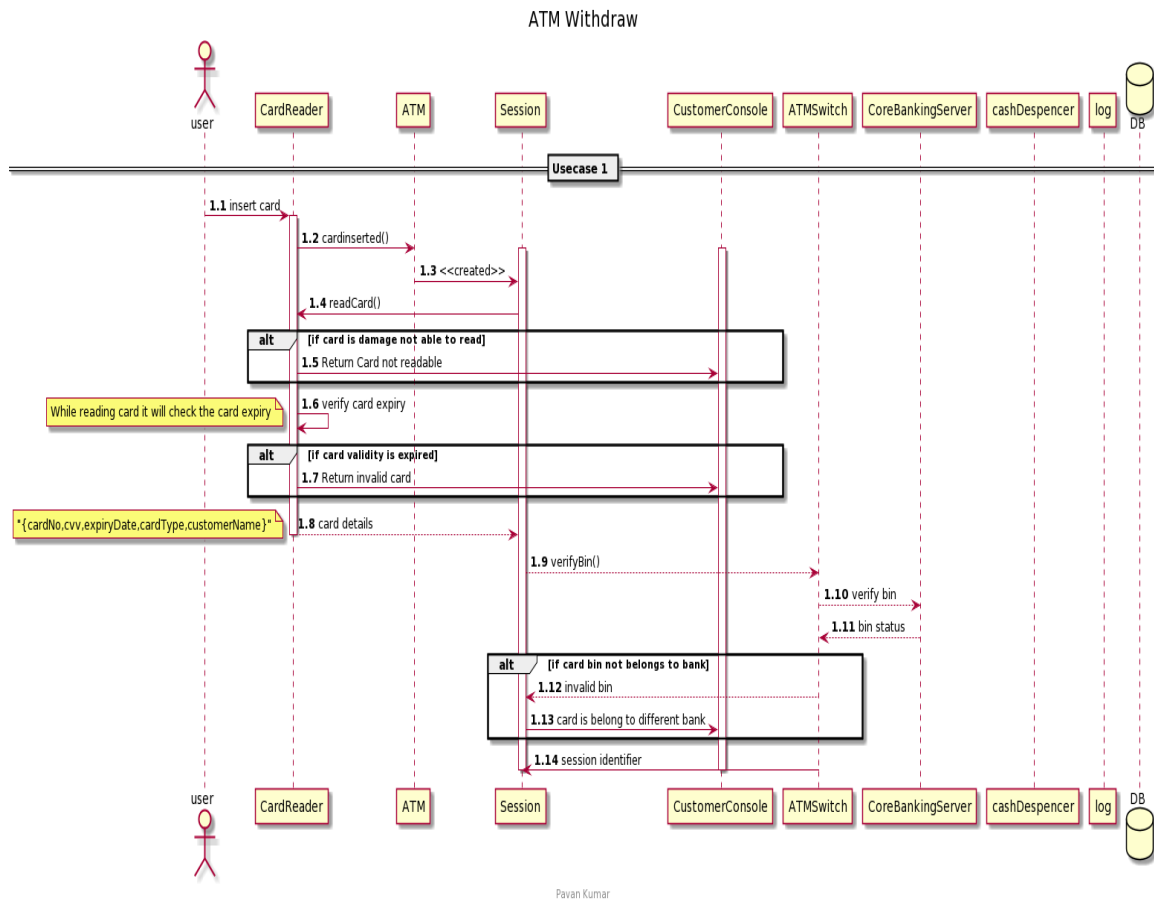 ATM Withdraw
user
CardReader
ATM
Session
CustomerConsole
ATMSwitch
CoreBankingServer
cashDespencer
log
DB
Usecase 1
1.1 insert card
1.2 cardinserted()
1.3 <<created>>
1.4 readCard()
alt [if card is damage not able to read]
1.5 Return Card not readable
While reading card it will check the card expiry
1.6 verify card expiry
alt [if card validity is expired]
1.7 Return invalid card
"{cardNo,cvv,expiryDate,cardType,customerName}"
1.8 card details
1.9 verifyBin()
1.10 verify bin
1.11 bin status
alt [if card bin not belongs to bank]
1.12 invalid bin
1.13 card is belong to different bank
1.14 session identifier
user
CardReader
ATM
Session
CustomerConsole
ATMSwitch
CoreBankingServer
cashDespencer
log
DB
Pavan Kumar